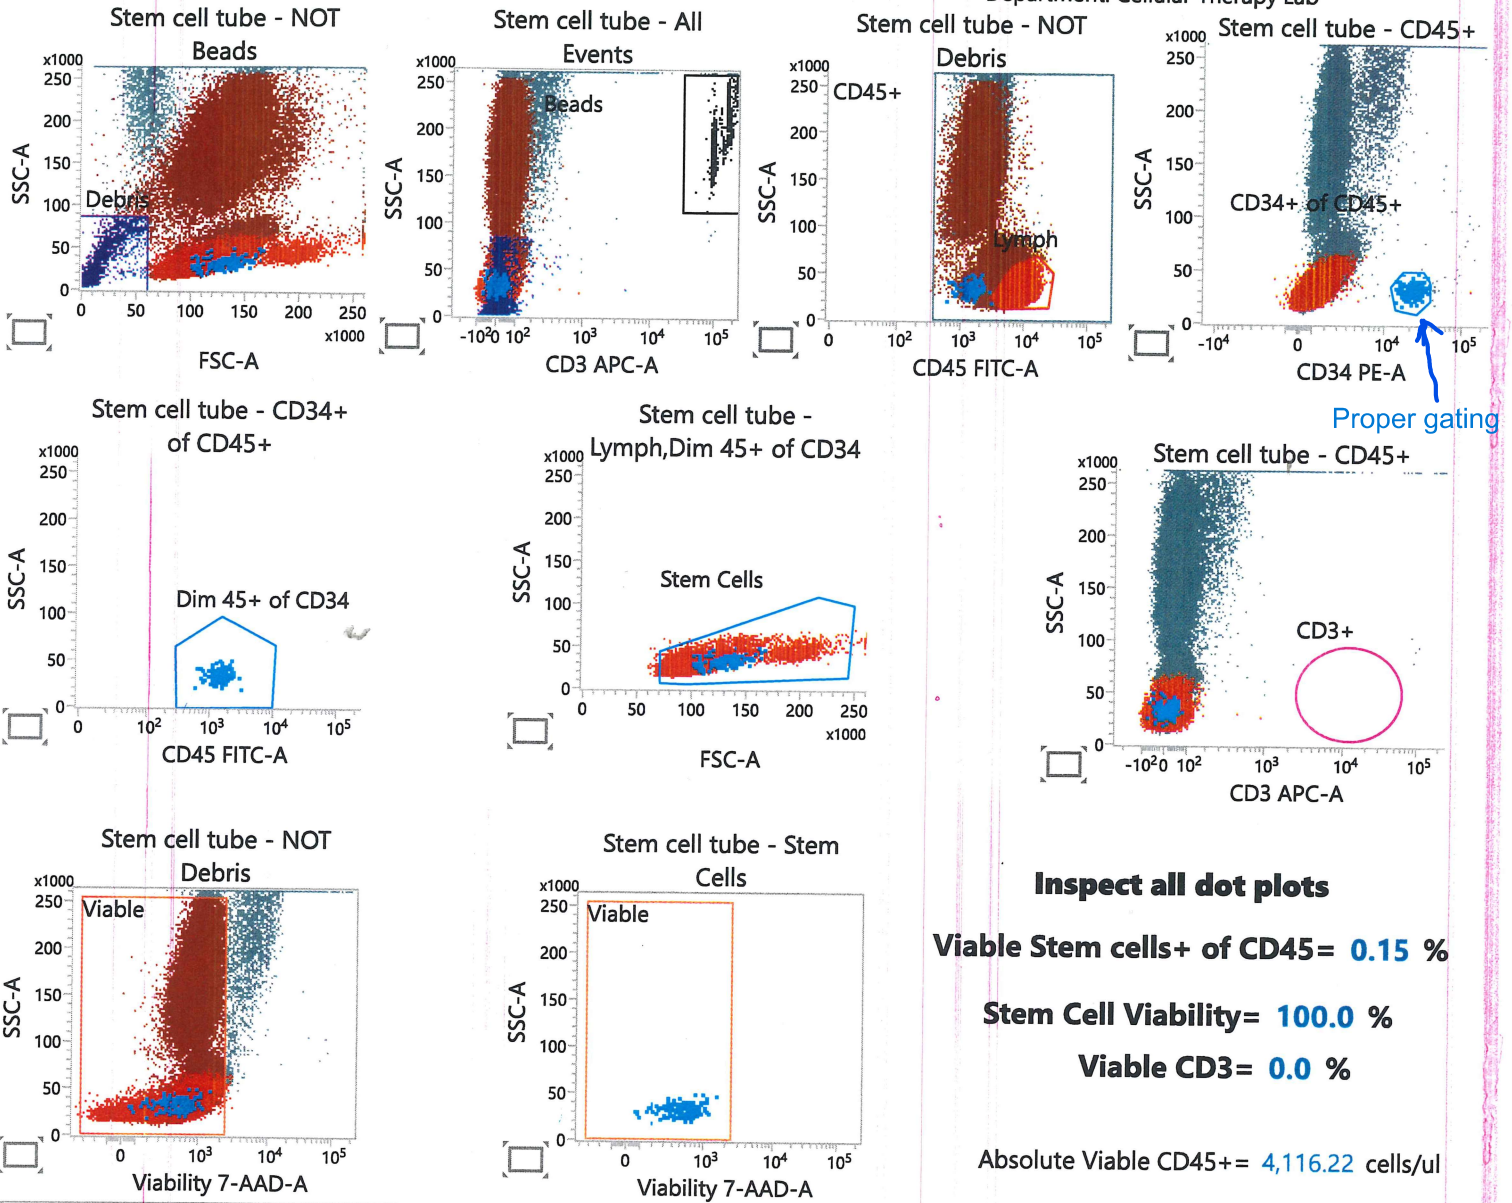 Department: Cellular Therapy Lab
Stem cell tube - NOT
Beads
x1000
250
200
150
100
50
0
SSC-A
Debris
0 50 100 150 200 250
x1000
FSC-A
Stem cell tube - All
Events
x1000
250
200
150
100
50
0
SSC-A
Beads
-10² 0 10² 10³ 10⁴ 10⁵
CD3 APC-A
Stem cell tube - NOT
Debris
x1000
250
200
150
100
50
0
SSC-A
CD45+
Lymph
0 10² 10³ 10⁴ 10⁵
CD45 FITC-A
Stem cell tube - CD45+
x1000
250
200
150
100
50
0
SSC-A
CD34+ of CD45+
-10⁴ 0 10⁴ 10⁵
CD34 PE-A
Proper gating
Stem cell tube - CD34+
of CD45+
x1000
250
200
150
100
50
0
SSC-A
Dim 45+ of CD34
0 10² 10³ 10⁴ 10⁵
CD45 FITC-A
Stem cell tube -
Lymph,Dim 45+ of CD34
x1000
250
200
150
100
50
0
SSC-A
Stem Cells
0 50 100 150 200 250
x1000
FSC-A
Stem cell tube - CD45+
x1000
250
200
150
100
50
0
SSC-A
CD3+
-10² 0 10² 10³ 10⁴ 10⁵
CD3 APC-A
Stem cell tube - NOT
Debris
x1000
250
200
150
100
50
0
SSC-A
Viable
0 10³ 10⁴ 10⁵
Viability 7-AAD-A
Stem cell tube - Stem
Cells
x1000
250
200
150
100
50
0
SSC-A
Viable
0 10³ 10⁴ 10⁵
Viability 7-AAD-A
Inspect all dot plots
Viable Stem cells+ of CD45= 0.15 %
Stem Cell Viability= 100.0 %
Viable CD3= 0.0 %
Absolute Viable CD45+= 4,116.22 cells/ul